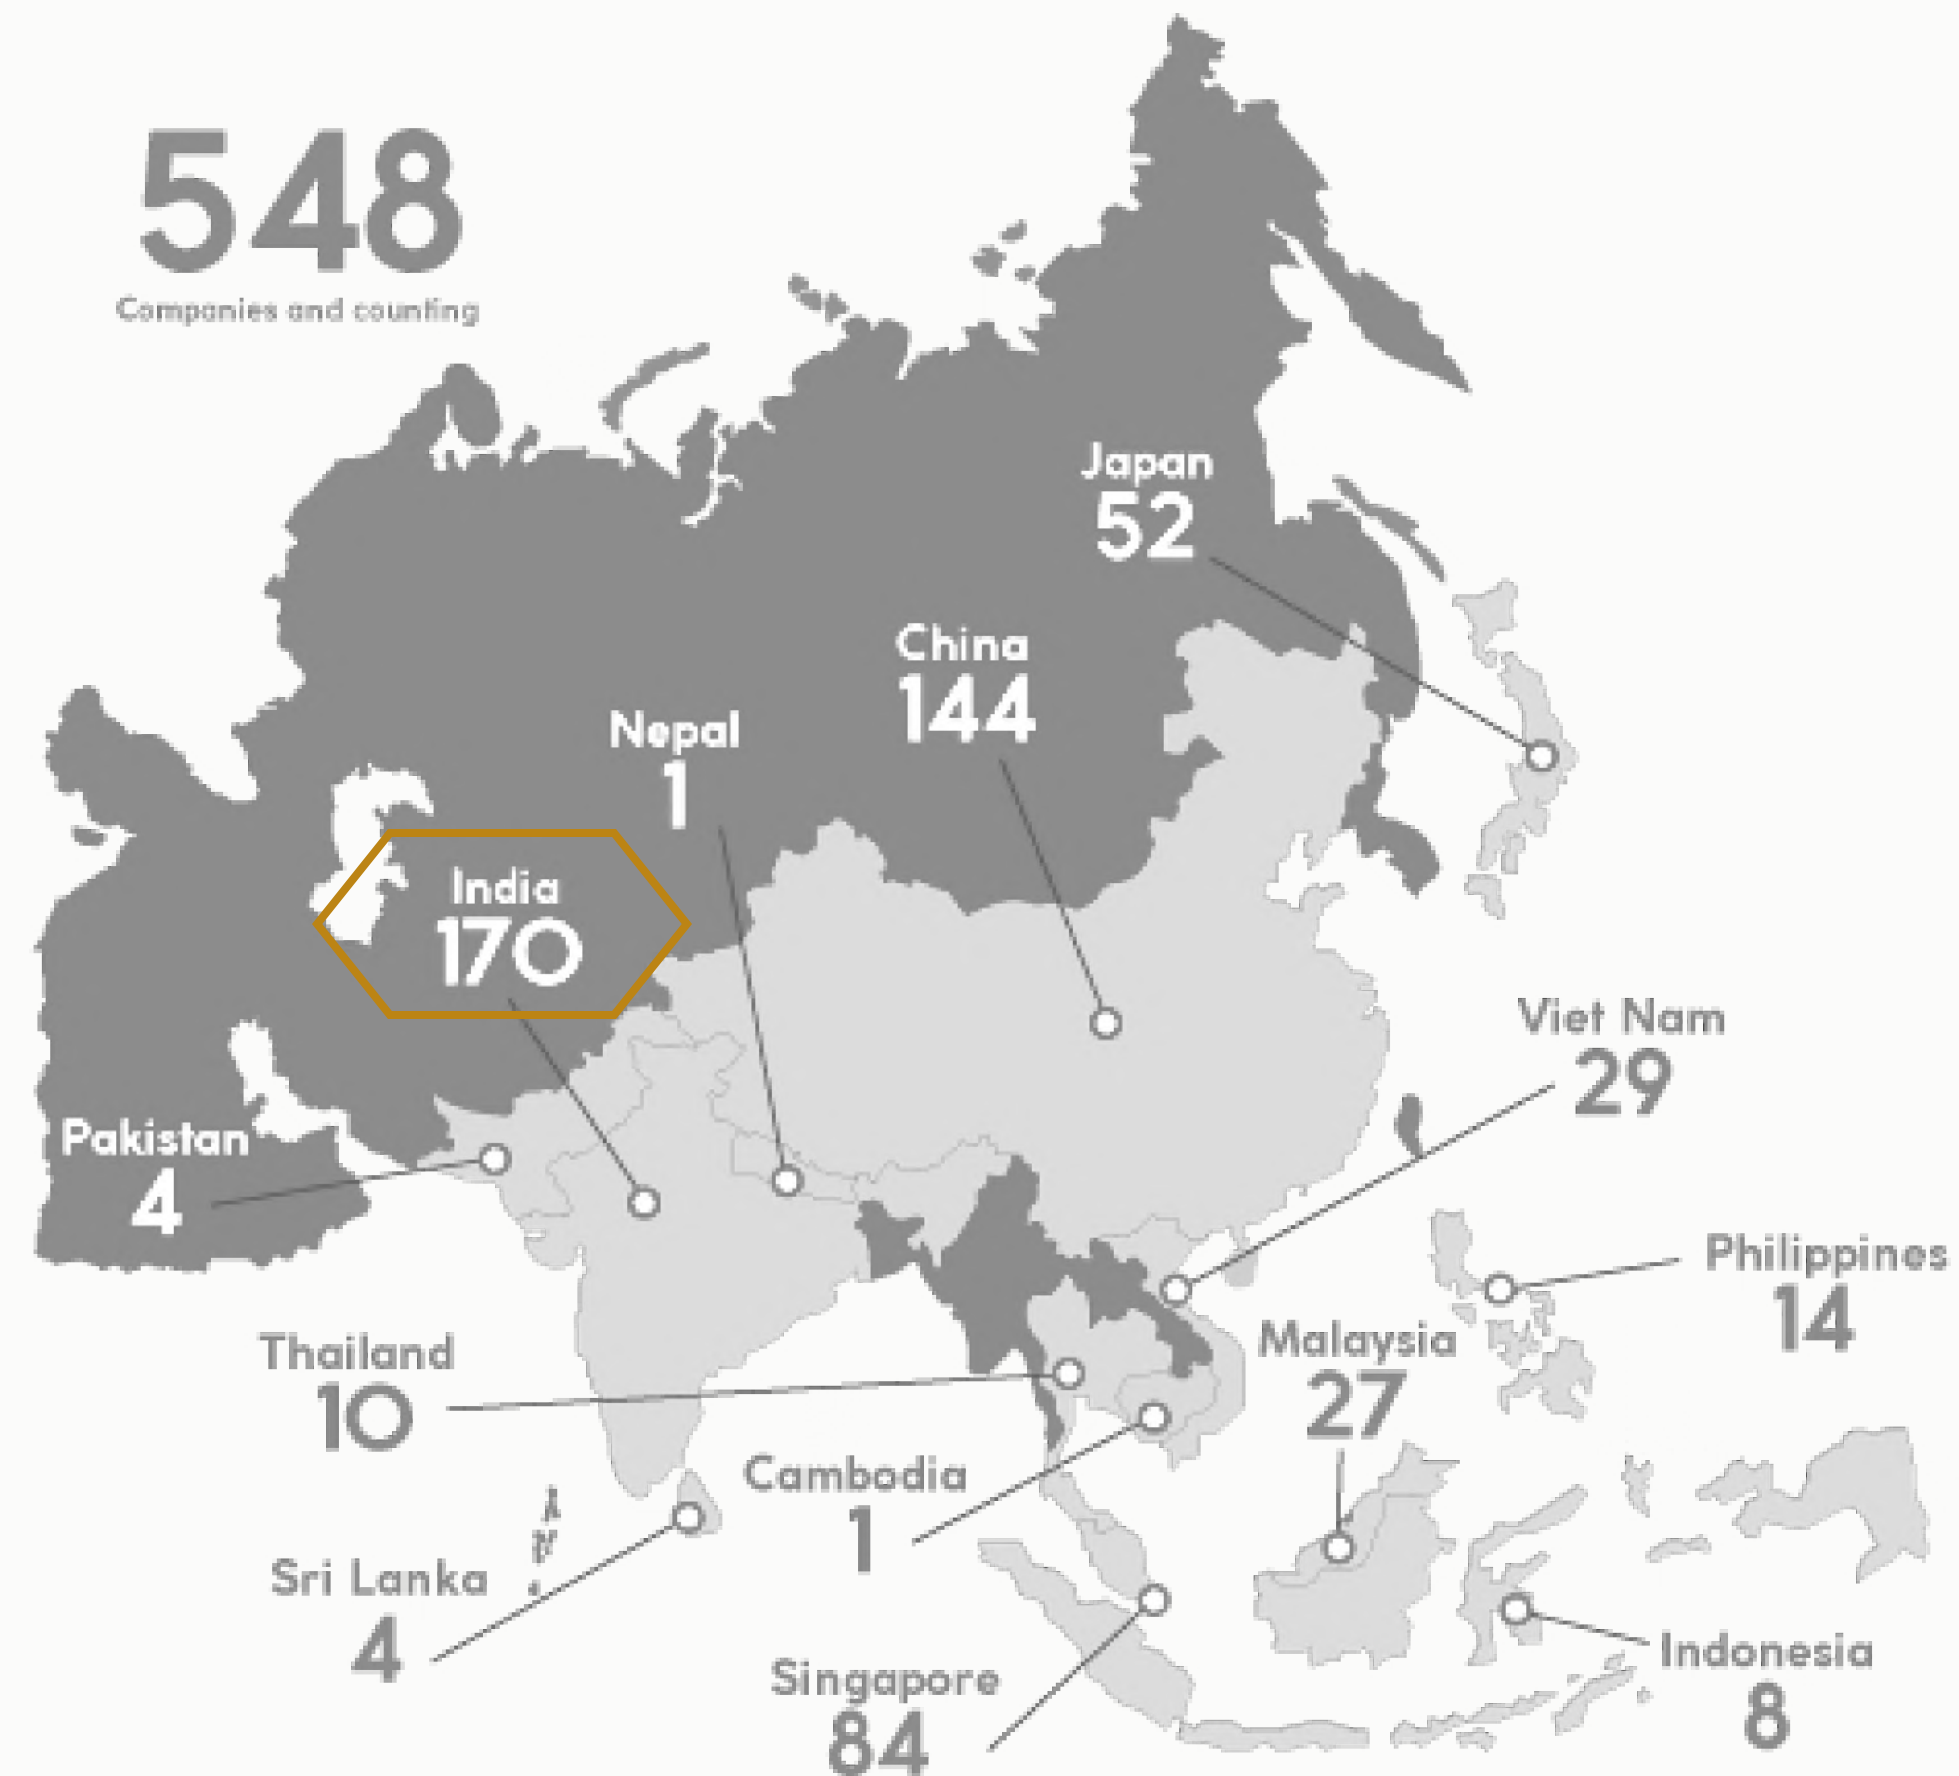 548
Companies and counting
Japan
52
China
144
Nepal
1
India
170
Viet Nam
29
Pakistan
4
Philippines
14
Malaysia
27
Thailand
10
Cambodia
1
Sri Lanka
4
Singapore
84
Indonesia
8